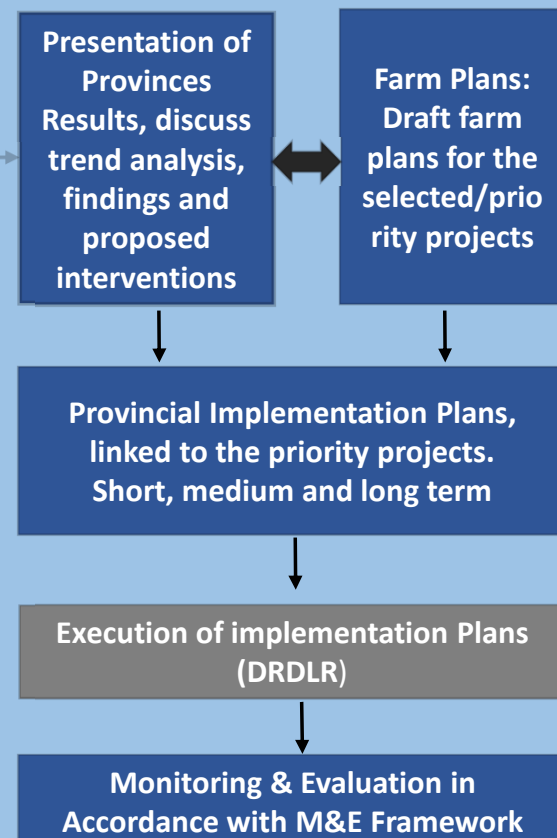 Presentation of
Provinces
Results, discuss
trend analysis,
findings and
proposed
interventions
Farm Plans:
Draft farm
plans for the
selected/prio
rity projects
Provincial Implementation Plans,
linked to the priority projects.
Short, medium and long term
Execution of implementation Plans
(DRDLR)
Monitoring & Evaluation in
Accordance with M&E Framework